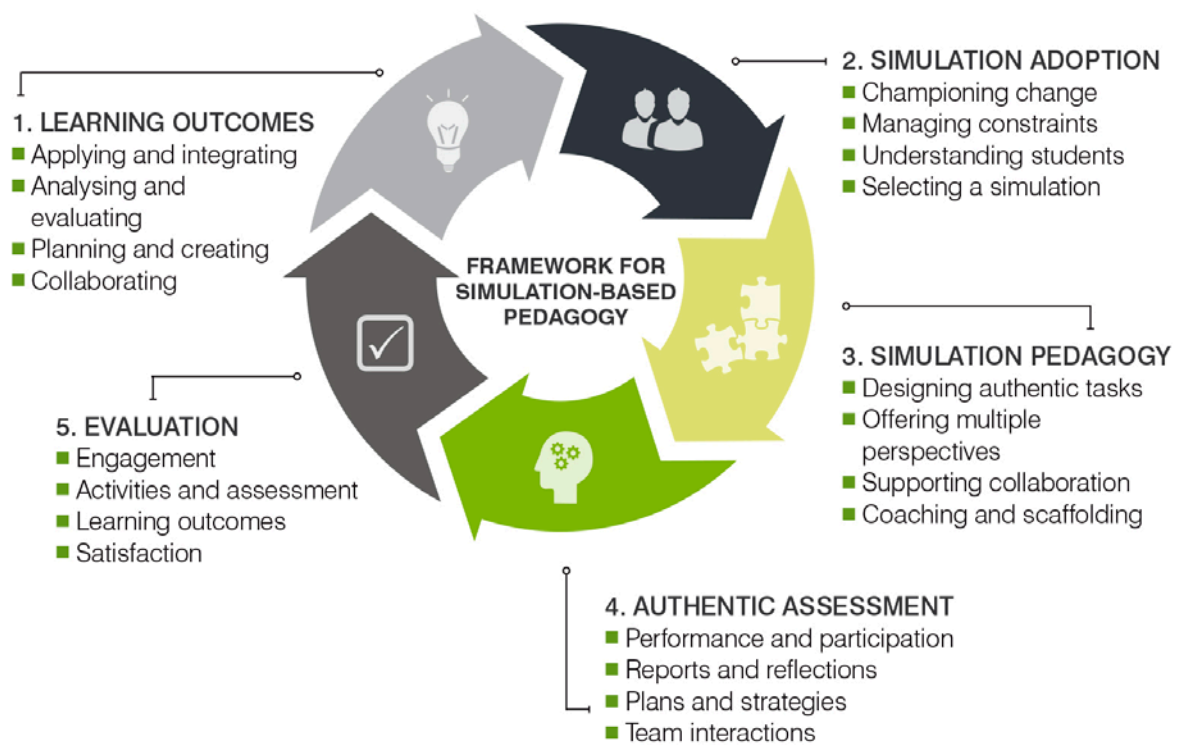 1. LEARNING OUTCOMES
Applying and integrating
Analysing and
evaluating
Planning and creating
Collaborating
2. SIMULATION ADOPTION
Championing change
Managing constraints
Understanding students
Selecting a simulation
FRAMEWORK FOR
SIMULATION-BASED
PEDAGOGY
3. SIMULATION PEDAGOGY
Designing authentic tasks
Offering multiple
perspectives
Supporting collaboration
Coaching and scaffolding
4. AUTHENTIC ASSESSMENT
Performance and participation
Reports and reflections
Plans and strategies
Team interactions
5. EVALUATION
Engagement
Activities and assessment
Learning outcomes
Satisfaction